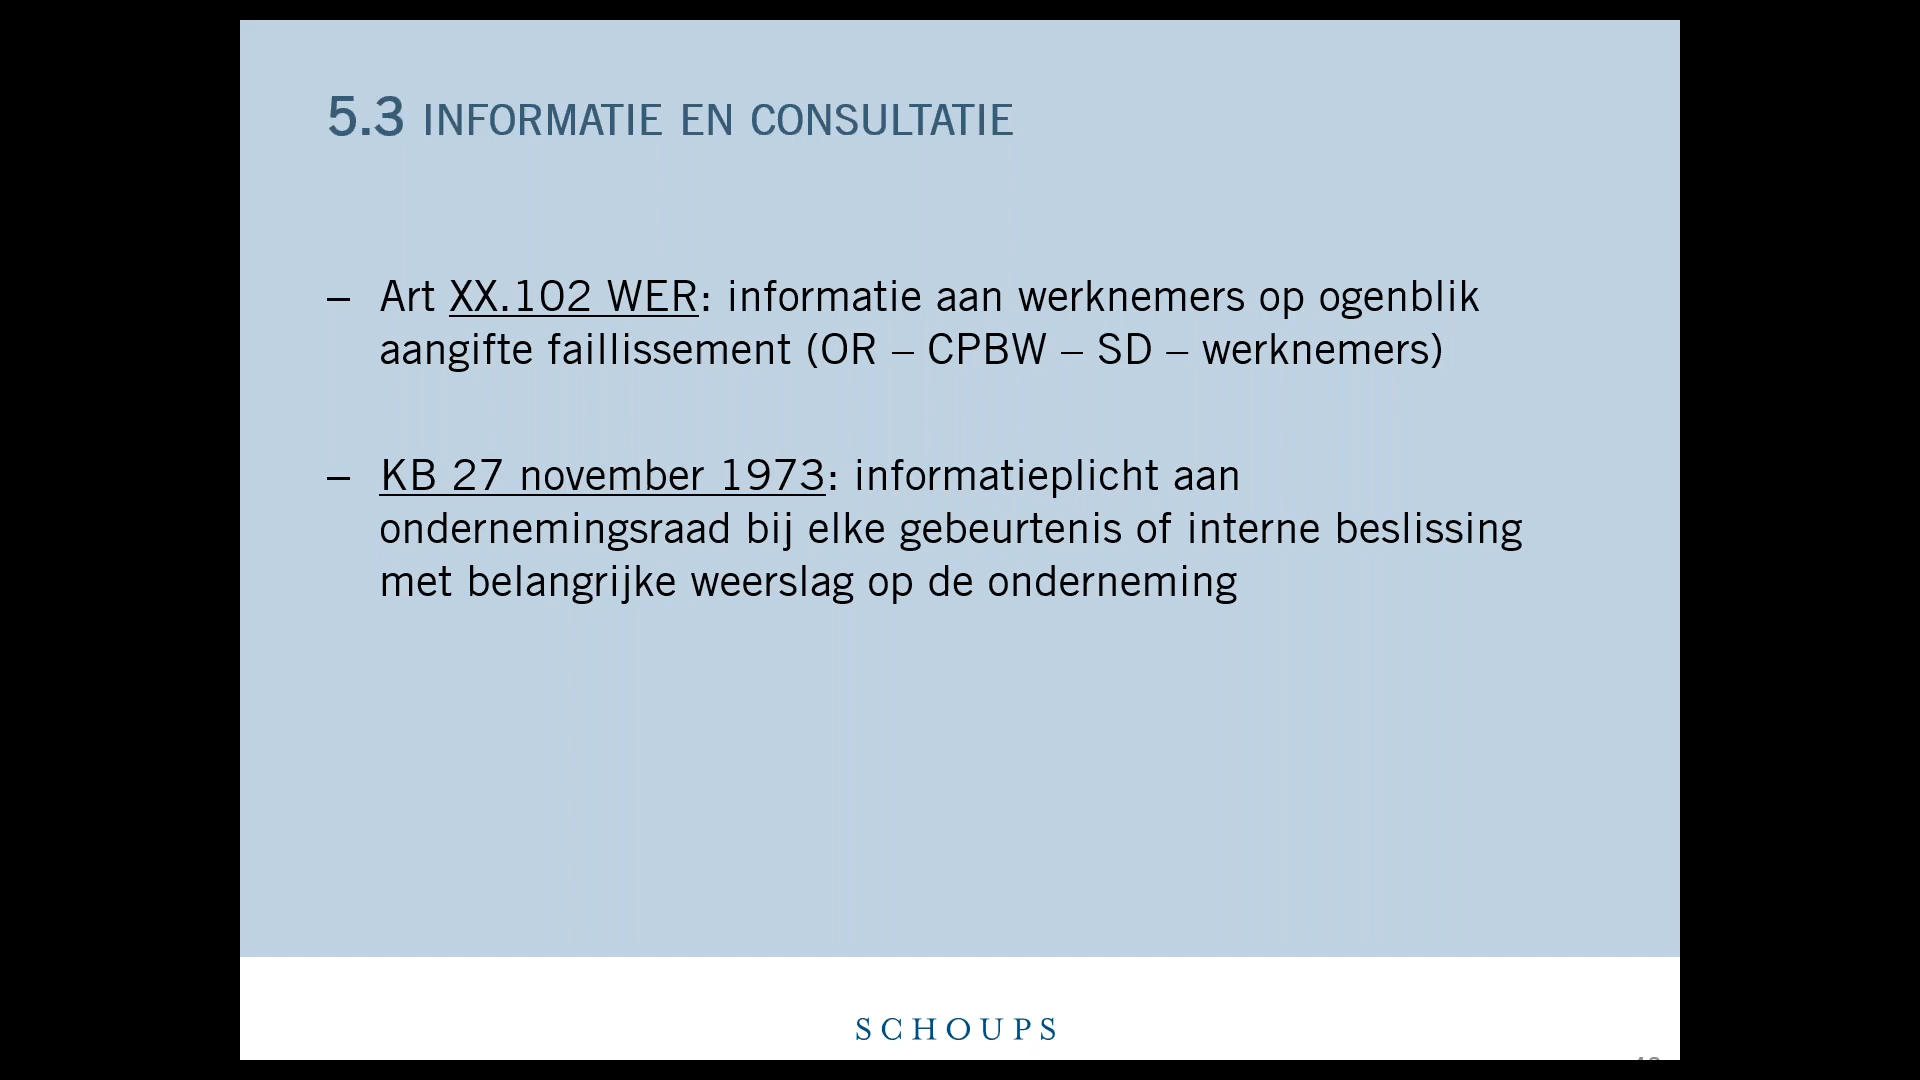 5.3 INFORMATIE EN CONSULTATIE
– Art XX.102 WER: informatie aan werknemers op ogenblik
aangifte faillissement (OR – CPBW – SD – werknemers)
– KB 27 november 1973: informatieplicht aan
ondernemingsraad bij elke gebeurtenis of interne beslissing
met belangrijke weerslag op de onderneming
SCHOUPS